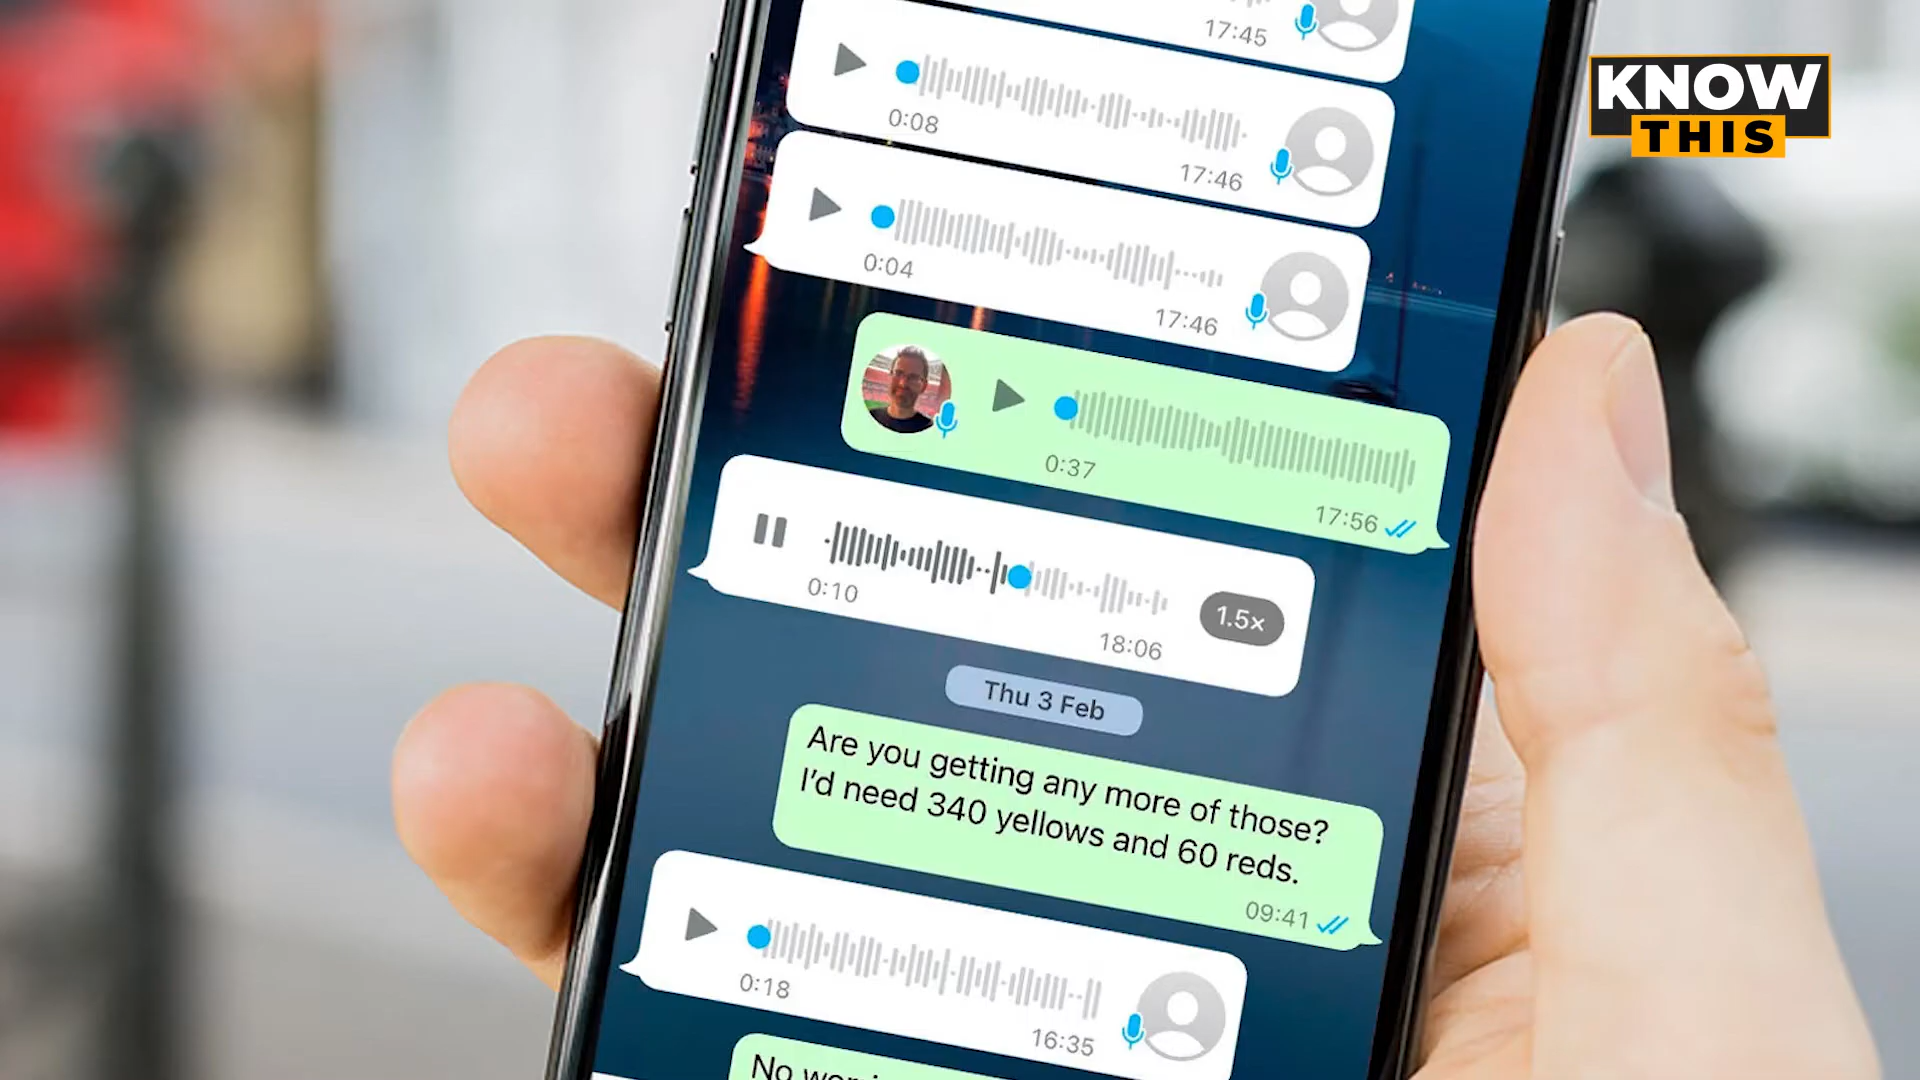 17:45
KNOW
THIS
0:08
17:46
0:04
17:46
0:37
17:56
0:10
1.5x
18:06
Thu 3 Feb
Are you getting any more of those?
I'd need 340 yellows and 60 reds.
09:41
0:18
16:35
No